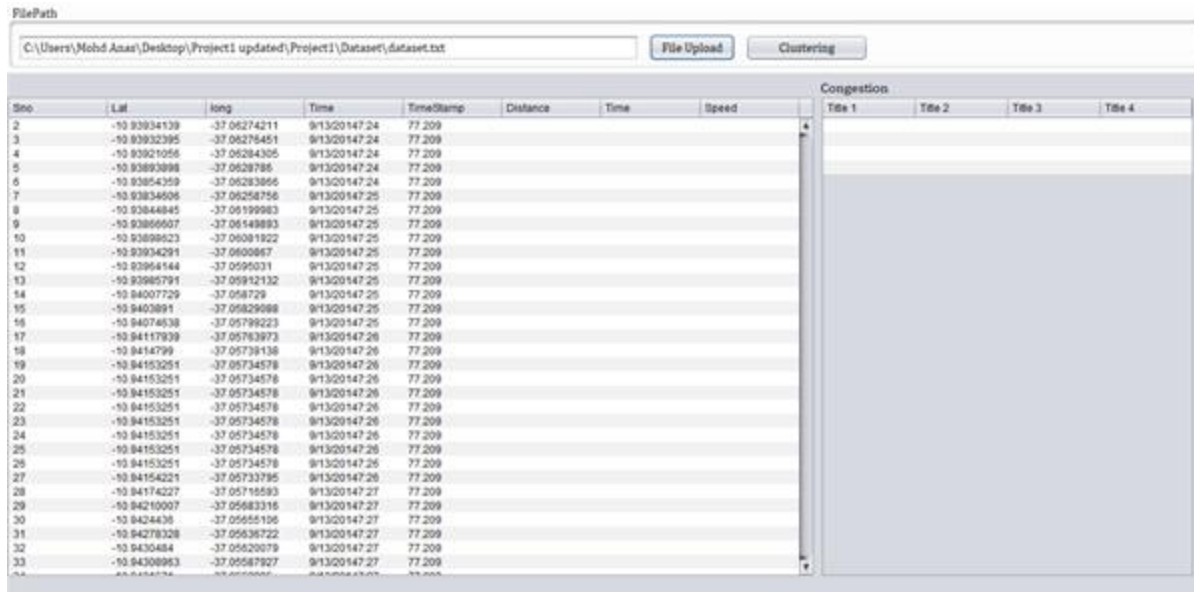 FilePath
C:\Users\Mohd Anas\Desktop\Project1 updated\Project1\Dataset\dataset.txt File Upload Clustering
Congestion
Sno Lat long Time TimeStamp Distance Time Speed Title 1 Title 2 Title 3 Title 4
2 -10.93934139 -37.06274211 9/13/20147:24 77.209
3 -10.93932395 -37.06276451 9/13/20147:24 77.209
4 -10.93921056 -37.06284305 9/13/20147:24 77.209
5 -10.93893898 -37.0628786 9/13/20147:24 77.209
6 -10.93854359 -37.06283866 9/13/20147:24 77.209
7 -10.93834606 -37.06258756 9/13/20147:25 77.209
8 -10.93844845 -37.06199983 9/13/20147:25 77.209
9 -10.93866607 -37.06149893 9/13/20147:25 77.209
10 -10.93898623 -37.06081922 9/13/20147:25 77.209
11 -10.93934291 -37.0600867 9/13/20147:25 77.209
12 -10.93964144 -37.0595031 9/13/20147:25 77.209
13 -10.93985791 -37.05912132 9/13/20147:25 77.209
14 -10.94007729 -37.058729 9/13/20147:25 77.209
15 -10.9403891 -37.05829088 9/13/20147:25 77.209
16 -10.94074638 -37.05799223 9/13/20147:25 77.209
17 -10.94117939 -37.05763973 9/13/20147:26 77.209
18 -10.9414799 -37.05739138 9/13/20147:26 77.209
19 -10.94153251 -37.05734578 9/13/20147:26 77.209
20 -10.94153251 -37.05734578 9/13/20147:26 77.209
21 -10.94153251 -37.05734578 9/13/20147:26 77.209
22 -10.94153251 -37.05734578 9/13/20147:26 77.209
23 -10.94153251 -37.05734578 9/13/20147:26 77.209
24 -10.94153251 -37.05734578 9/13/20147:26 77.209
25 -10.94153251 -37.05734578 9/13/20147:26 77.209
26 -10.94153251 -37.05734578 9/13/20147:26 77.209
27 -10.94154221 -37.05733795 9/13/20147:26 77.209
28 -10.94174227 -37.05716593 9/13/20147:27 77.209
29 -10.94210007 -37.05683316 9/13/20147:27 77.209
30 -10.9424436 -37.05655106 9/13/20147:27 77.209
31 -10.94278328 -37.05636722 9/13/20147:27 77.209
32 -10.9430484 -37.05620079 9/13/20147:27 77.209
33 -10.94308963 -37.05587927 9/13/20147:27 77.209